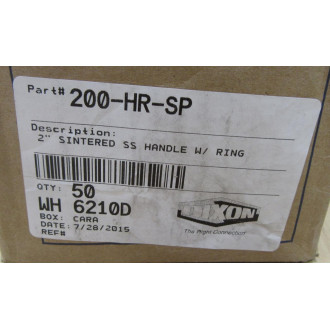 Part# 200-HR-SP
Description:
2" SINTERED SS HANDLE W/ RING
QTY: 50
WH 6210D
BOX: CARA
DATE: 7/28/2015
REF#
DIXON
The Right Connection